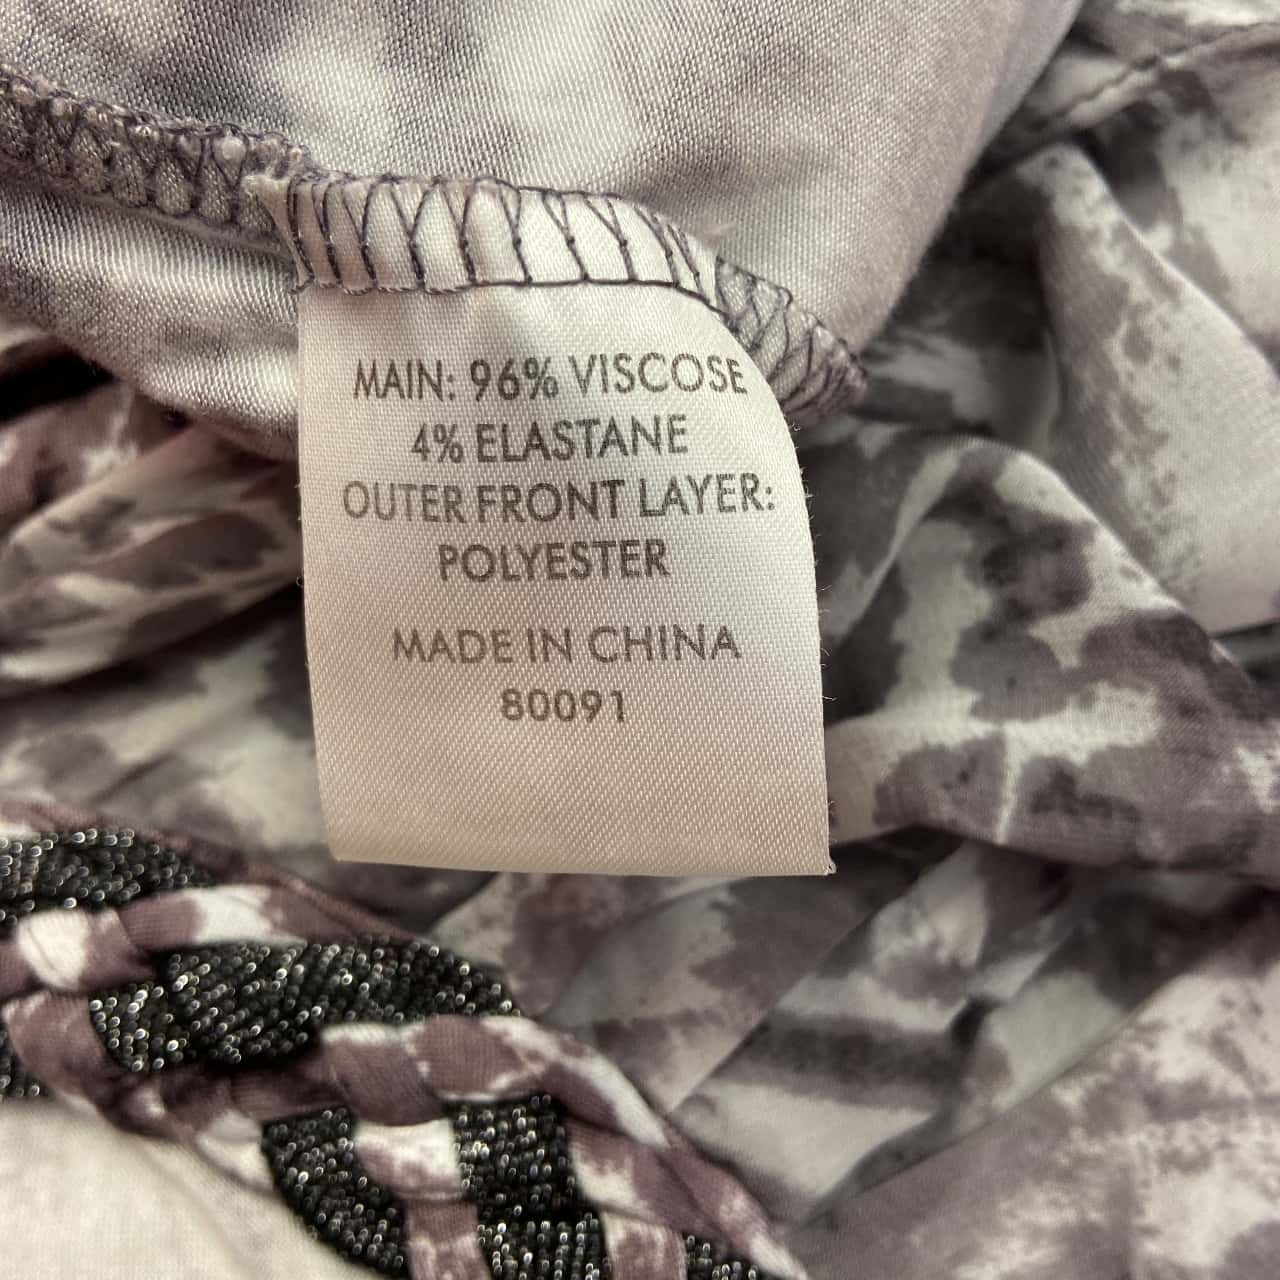 MAIN: 96% VISCOSE
4% ELASTANE
OUTER FRONT LAYER:
POLYESTER
MADE IN CHINA
80091